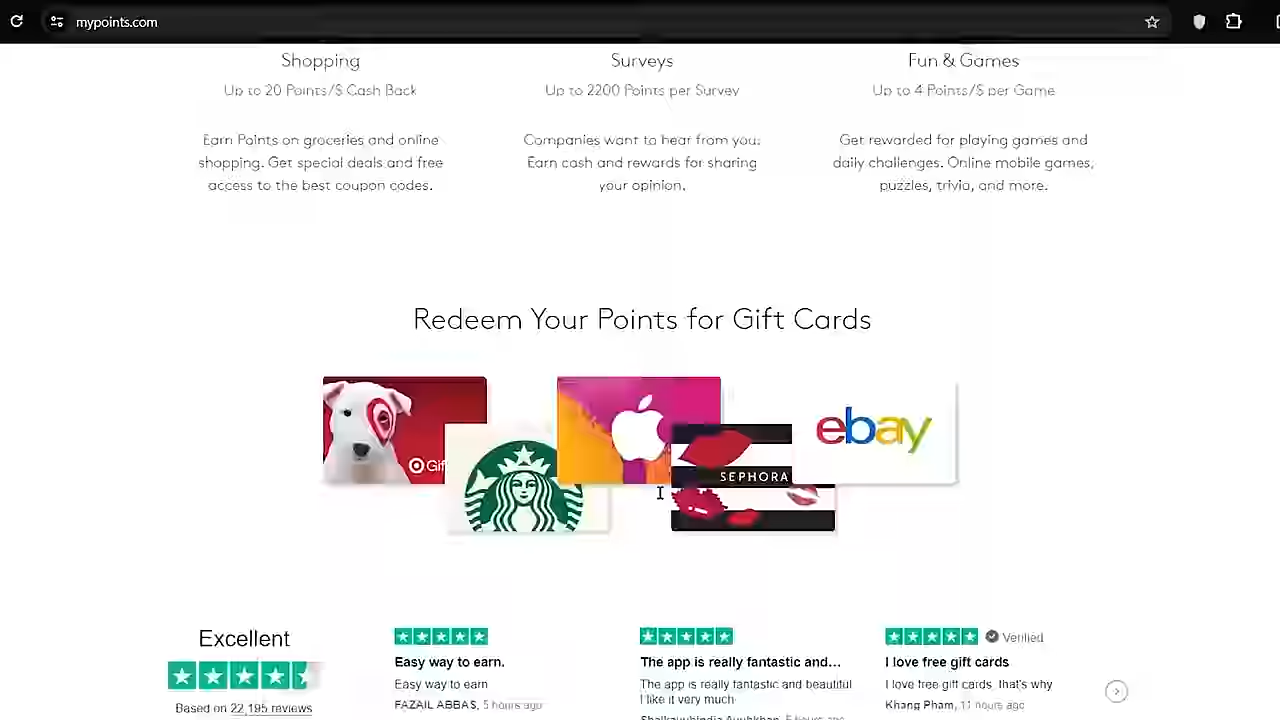 mypoints.com
Shopping
Surveys
Fun & Games
Up to 20 Points/$ Cash Back
Up to 2200 Points per Survey
Up to 4 Points/$ per Game
Earn Points on groceries and online
shopping. Get special deals and free
access to the best coupon codes.
Companies want to hear from you.
Earn cash and rewards for sharing
your opinion.
Get rewarded for playing games and
daily challenges. Online mobile games,
puzzles, trivia, and more.
Redeem Your Points for Gift Cards
Gif
SEPHORA
ebay
Excellent
Based on 22,195 reviews
Easy way to earn.
Easy way to earn
FAZAIL ABBAS, 5 hours ago
The app is really fantastic and...
The app is really fantastic and beautiful
I like it very much
5 hours ago
Verified
I love free gift cards
I love free gift cards, that's why
Khang Pham, 11 hours ago